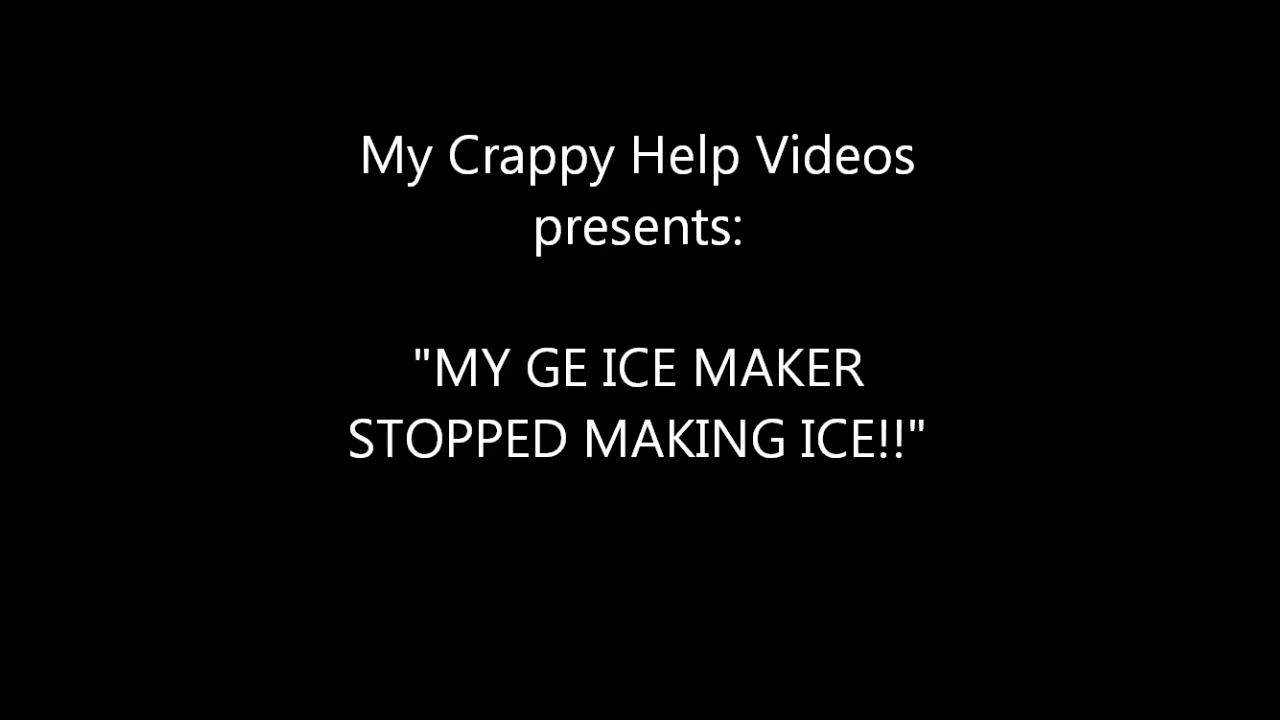 My Crappy Help Videos
presents:
"MY GE ICE MAKER
STOPPED MAKING ICE!!"